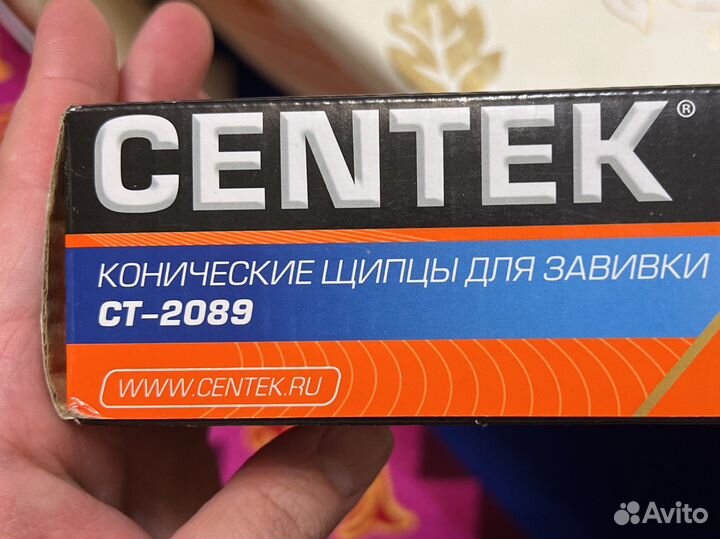 CENTEK®
КОНИЧЕСКИЕ ЩИПЦЫ ДЛЯ ЗАВИВКИ
CT-2089
WWW.CENTEK.RU
Avito